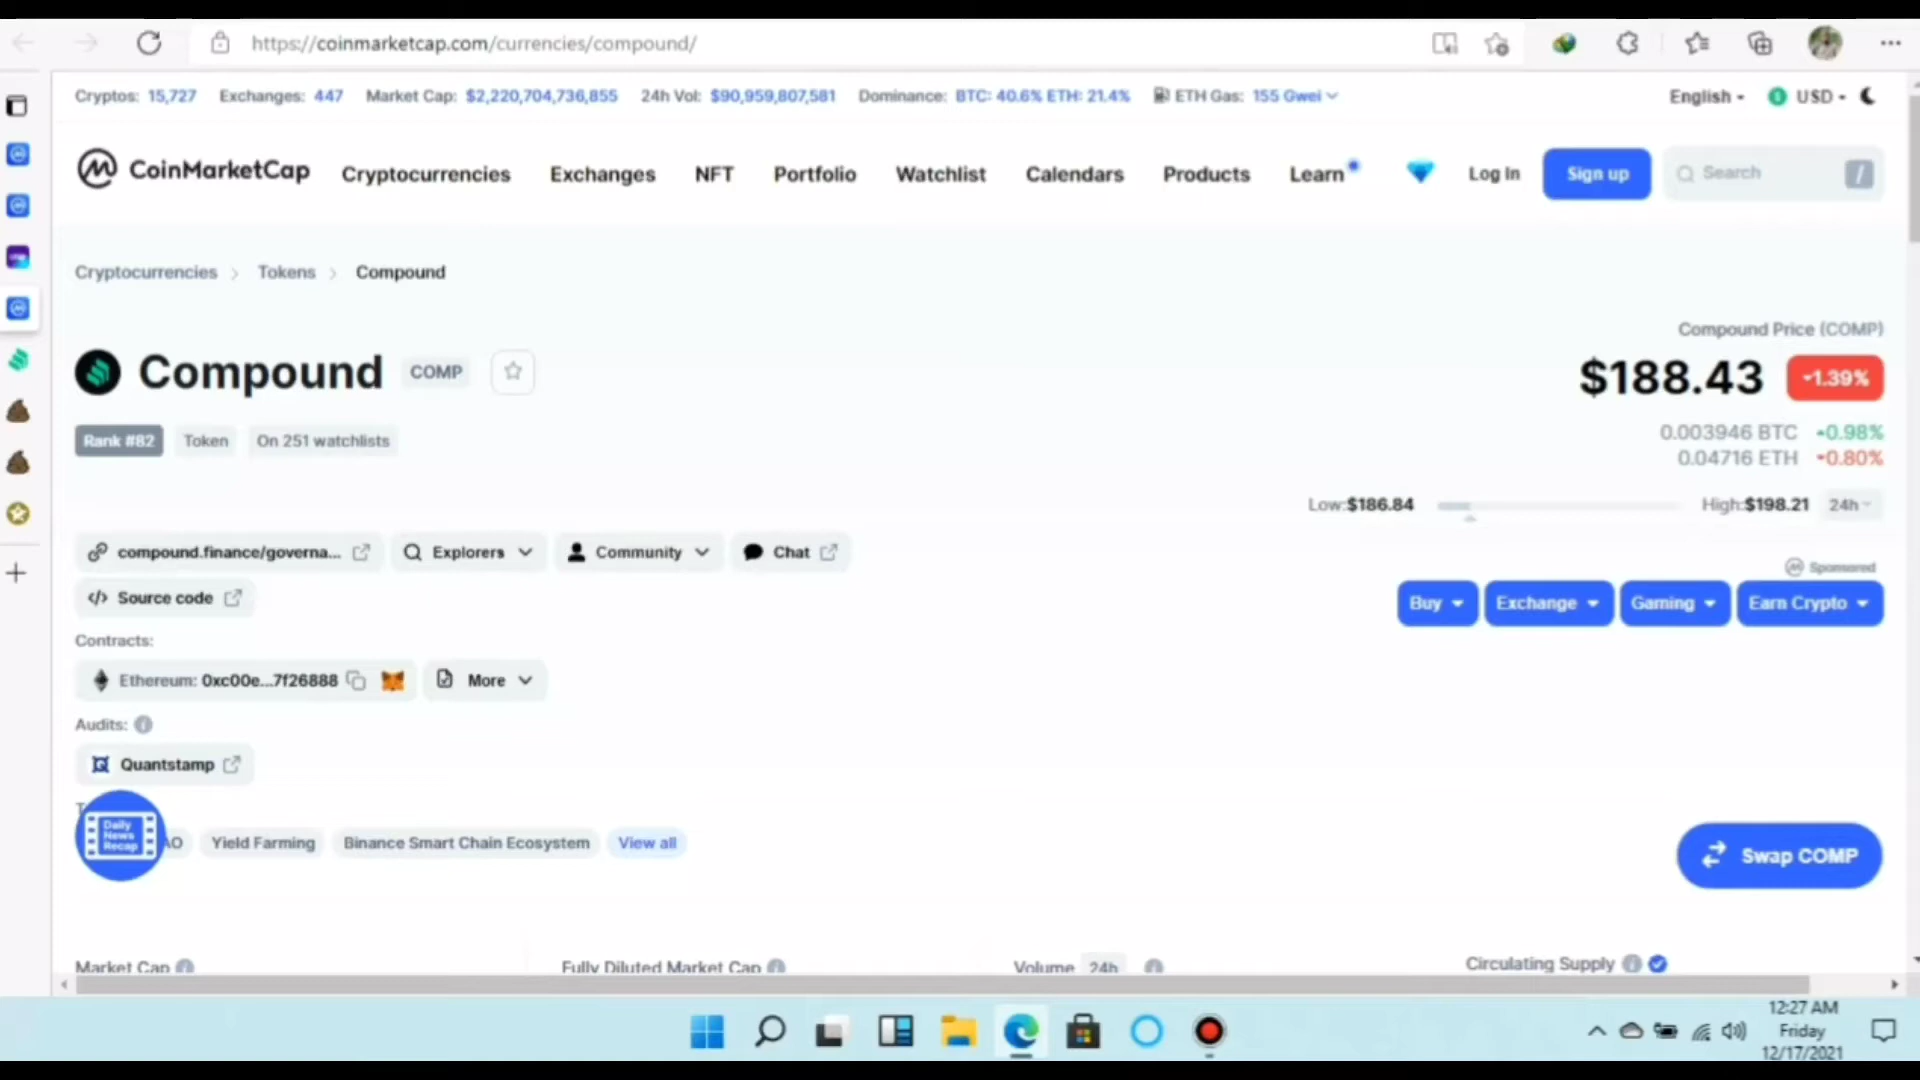 https://coinmarketcap.com/currencies/compound/
Cryptos: 15,727 Exchanges: 447 Market Cap: $2,220,704,736,855 24h Vol: $90,959,807,581 Dominance: BTC: 40.6% ETH: 21.4% ETH Gas: 155 Gwei English USD
CoinMarketCap Cryptocurrencies Exchanges NFT Portfolio Watchlist Calendars Products Learn Log In Sign up Search /
Cryptocurrencies Tokens Compound
Compound Price (COMP)
Compound COMP $188.43 -1.39%
Rank #82 Token On 251 watchlists 0.003946 BTC 0.98%
0.04716 ETH 0.80%
Low:$186.84 High:$198.21 24h
compound.finance/governa... Explorers Community Chat
Sponsored
Source code Buy Exchange Gaming Earn Crypto
Contracts:
Ethereum: 0xc00e...7f26888 More
Audits:
Quantstamp
Daily News Recap
Yield Farming Binance Smart Chain Ecosystem View all
Swap COMP
Market Cap Fully Diluted Market Cap Volume 24h Circulating Supply
12:27 AM
Friday
12/17/2021